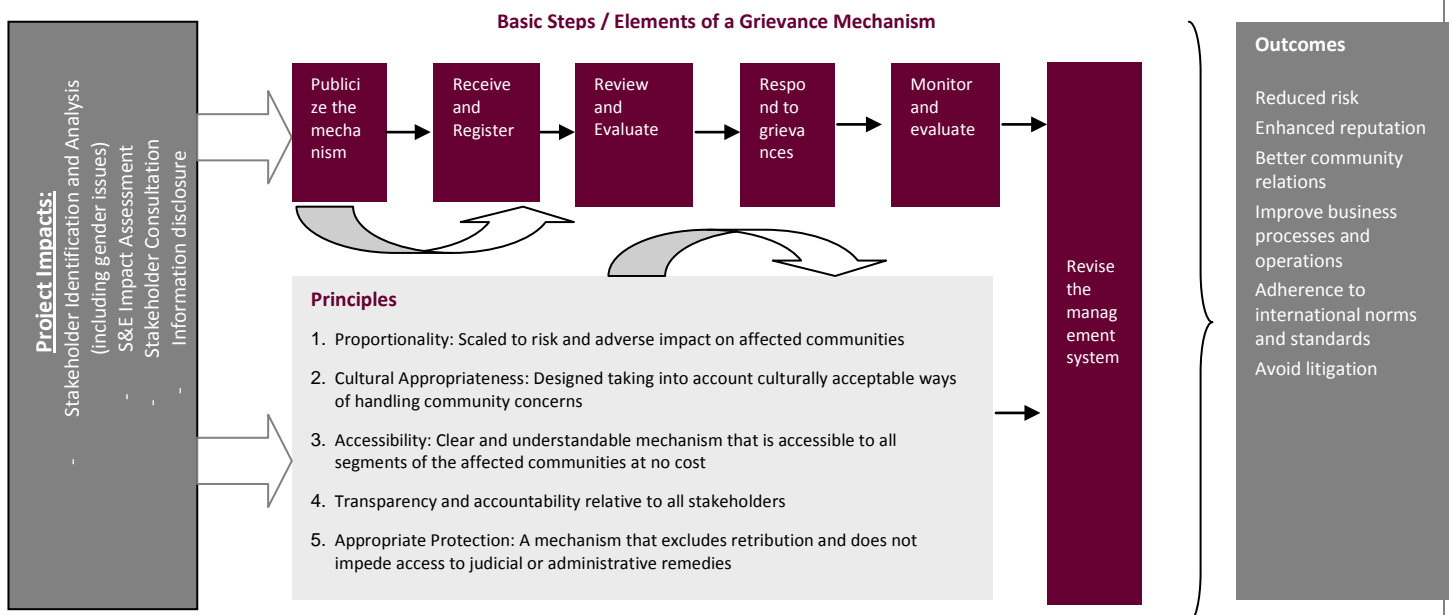 Basic Steps / Elements of a Grievance Mechanism
Project Impacts:
- Stakeholder Identification and Analysis
(including gender issues)
- S&E Impact Assessment
- Stakeholder Consultation
- Information disclosure
Publici
ze the
mecha
nism
Receive
and
Register
Review
and
Evaluate
Respo
nd to
grieva
nces
Monitor
and
evaluate
Revise
the
manag
ement
system
Principles
1. Proportionality: Scaled to risk and adverse impact on affected communities
2. Cultural Appropriateness: Designed taking into account culturally acceptable ways
of handling community concerns
3. Accessibility: Clear and understandable mechanism that is accessible to all
segments of the affected communities at no cost
4. Transparency and accountability relative to all stakeholders
5. Appropriate Protection: A mechanism that excludes retribution and does not
impede access to judicial or administrative remedies
Outcomes
Reduced risk
Enhanced reputation
Better community
relations
Improve business
processes and
operations
Adherence to
international norms
and standards
Avoid litigation